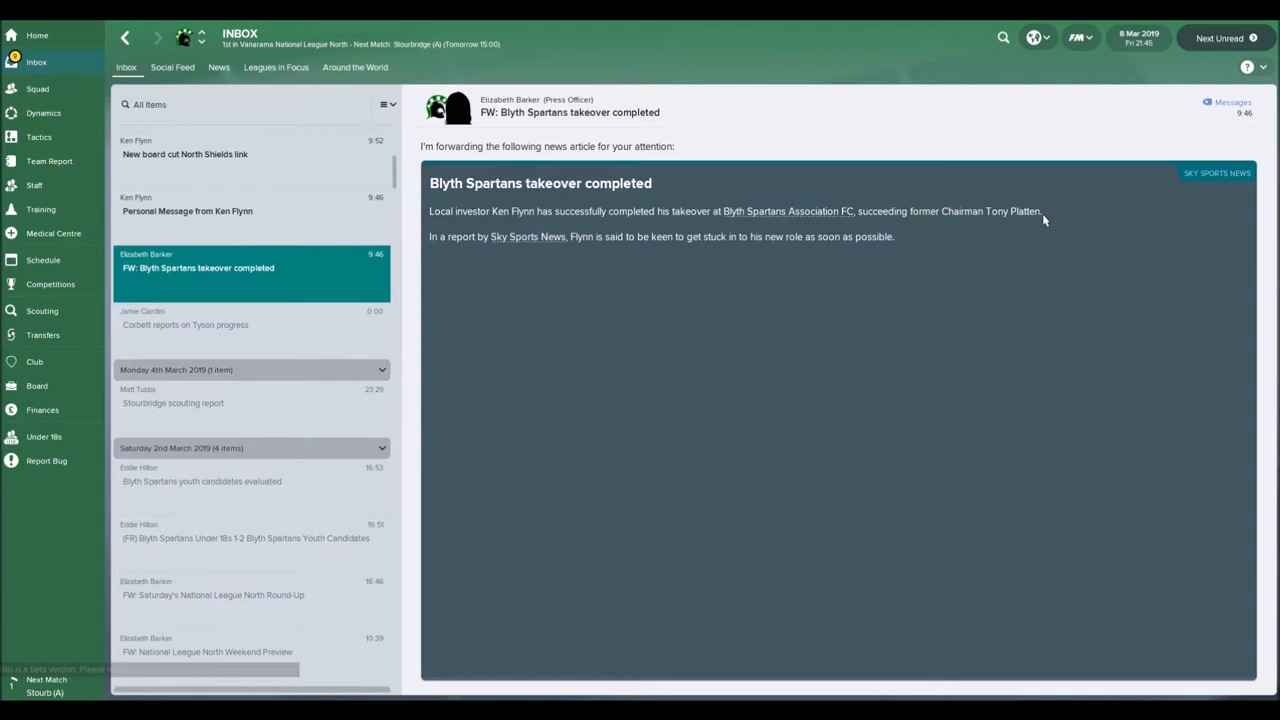 Home
Inbox
Squad
Dynamics
Tactics
Team Report
Staff
Training
Medical Centre
Schedule
Competitions
Scouting
Transfers
Club
Board
Finances
Under 18s
Report Bug
This is a beta version. Please
1
Next Match
Stourb (A)
INBOX
1st in Vanarama National League North - Next Match: Stourbridge (A) (Tomorrow 15:00)
FM
8 Mar 2019
Fri 21:45
Next Unread
Inbox
Social Feed
News
Leagues in Focus
Around the World
?
All Items
Ken Flynn 9:52
New board cut North Shields link
Ken Flynn 9:46
Personal Message from Ken Flynn
Elizabeth Barker 9:46
FW: Blyth Spartans takeover completed
Jamie Ciardini 0:00
Corbett reports on Tyson progress
Monday 4th March 2019 (1 item)
Matt Tubbs 23:29
Stourbridge scouting report
Saturday 2nd March 2019 (4 items)
Eddie Hilton 16:53
Blyth Spartans youth candidates evaluated
Eddie Hilton 16:51
(FR) Blyth Spartans Under 18s 1-2 Blyth Spartans Youth Candidates
Elizabeth Barker 16:46
FW: Saturday's National League North Round-Up
Elizabeth Barker 10:39
FW: National League North Weekend Preview
Elizabeth Barker (Press Officer)
FW: Blyth Spartans takeover completed
Messages
9:46
I'm forwarding the following news article for your attention:
SKY SPORTS NEWS
Blyth Spartans takeover completed
Local investor Ken Flynn has successfully completed his takeover at Blyth Spartans Association FC, succeeding former Chairman Tony Platten.
In a report by Sky Sports News, Flynn is said to be keen to get stuck in to his new role as soon as possible.